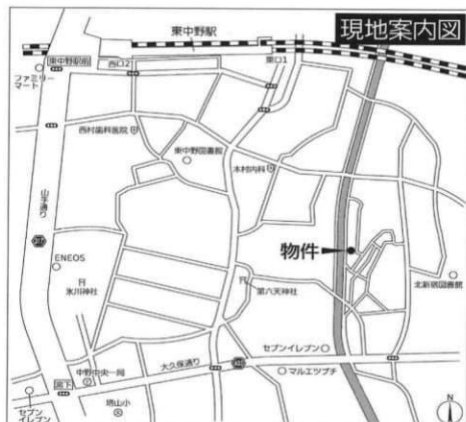 現地案内図
東中野駅
東中野駅前
西口2
東口1
ファミリー
マート
西村歯科医院
東中野図書館
木村内科
山手通り
物件
ENEOS
氷川神社
第六天神社
北新宿図書館
大久保通り
セブンイレブン
マルエツプチ
中野中央一局
宮下
桃山小
セブン
イレブン
N